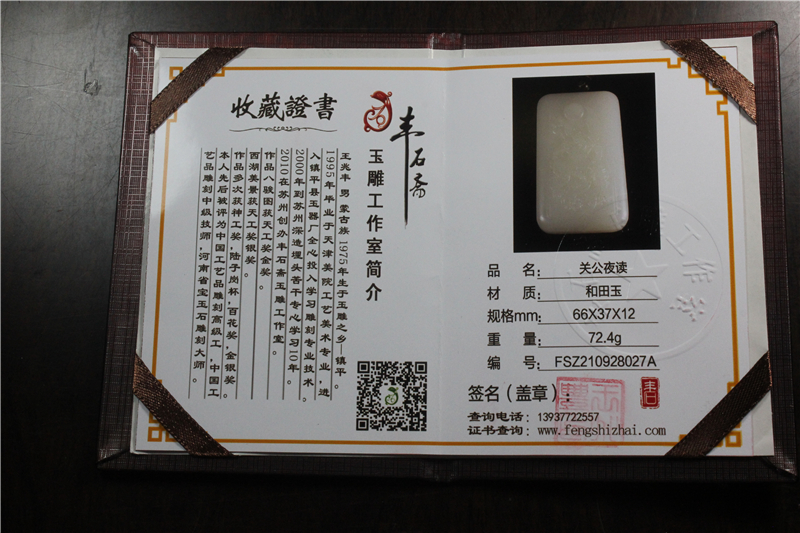 收藏證書
丰石斋
玉雕工作室简介
王兆丰 男 蒙古族 1975年生于玉雕之乡—镇平。
1995年毕业于天津美院工艺美术专业，进
入镇平县玉器厂全心投入学习雕刻专业技术。
2000年到苏州深造埋头苦干专心学习10年。
2010在苏州创办丰石斋玉雕工作室。
作品八骏图获天工奖金奖。
西湖美景获天工奖银奖。
作品多次获神工奖，陆子岗杯，百花奖，金银奖。
本人先后被评为中国工艺品雕刻高级工，中国工
艺品雕刻中级技师，河南省宝玉石雕刻大师。
品 名： 关公夜读
材 质： 和田玉
规格mm： 66X37X12
重 量： 72.4g
编 号： FSZ210928027A
签名（盖章）：
查询电话： 13937722557
证书查询： www.fengshizhai.com
工作室